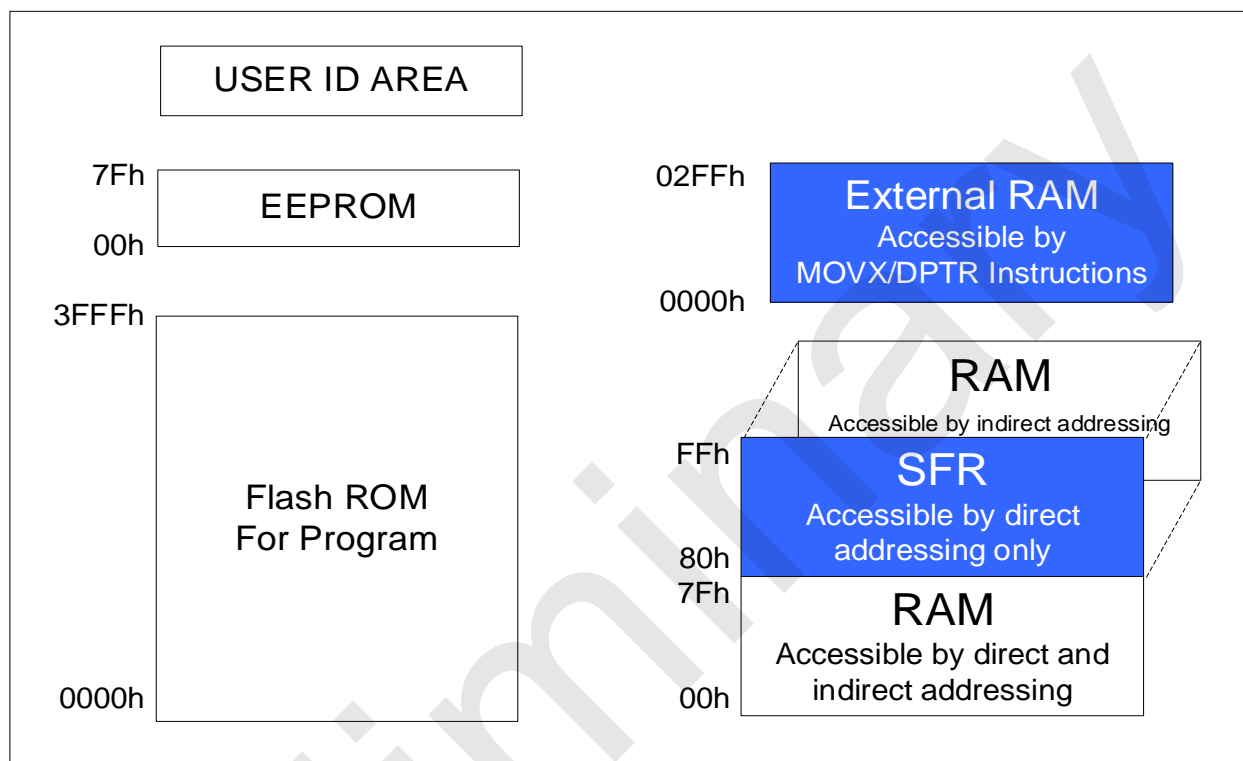 USER ID AREA
7Fh
EEPROM
00h
3FFFh
Flash ROM
For Program
0000h
02FFh
External RAM
Accessible by
MOVX/DPTR Instructions
0000h
RAM
Accessible by indirect addressing
FFh
SFR
Accessible by direct
addressing only
80h
7Fh
RAM
Accessible by direct and
indirect addressing
00h
liminary